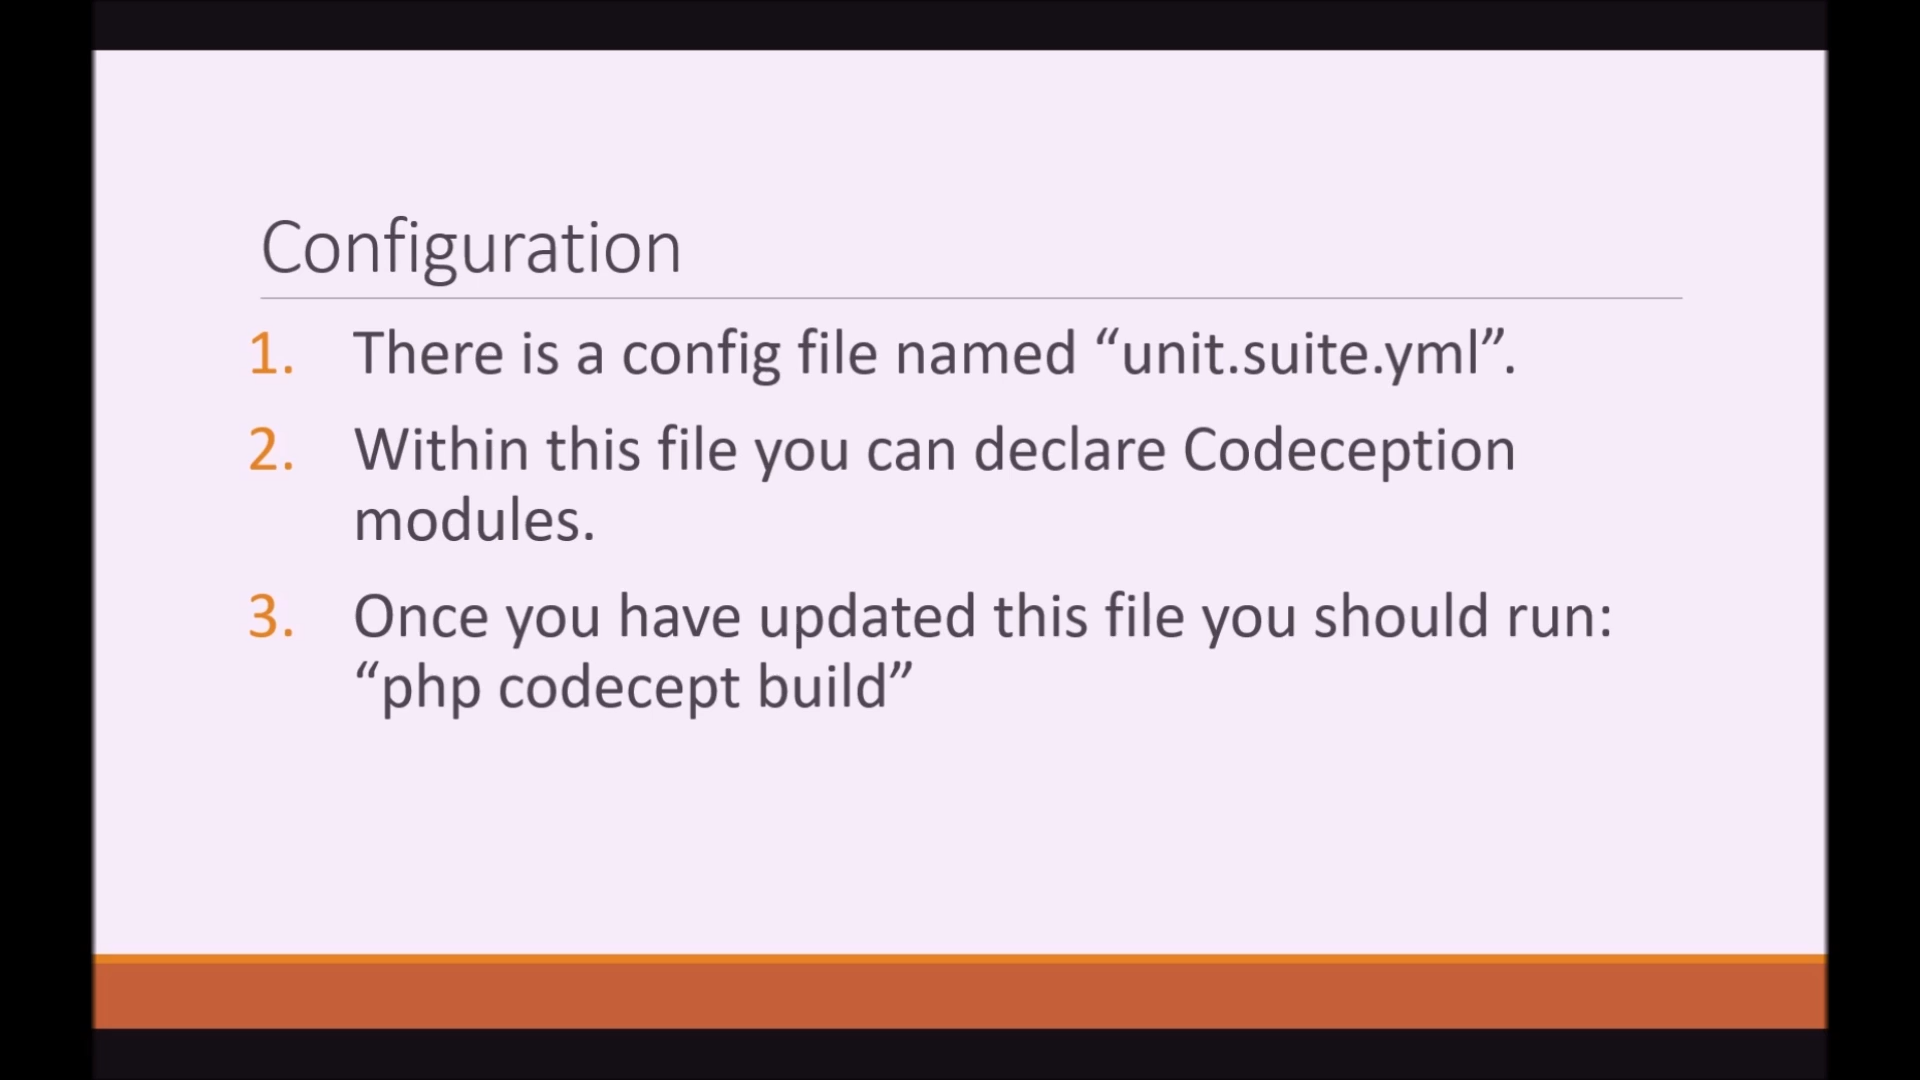 Configuration
1. There is a config file named “unit.suite.yml”.
2. Within this file you can declare Codeception
modules.
3. Once you have updated this file you should run:
“php codecept build”